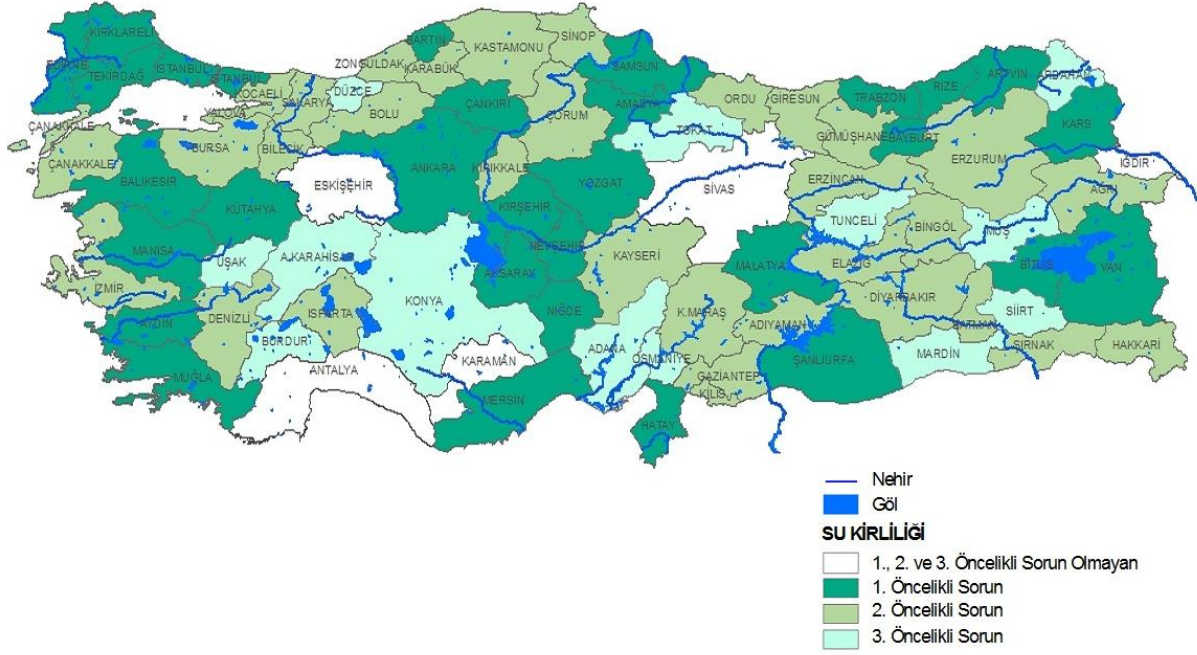 KIRKLARELİ
EDİRNE
TEKİRDAĞ
İSTANBUL
İSTANBUL
KOCAELİ
YALOVA
SAKARYA
DÜZCE
ZONGULDAK
BARTIN
KARABÜK
KASTAMONU
SİNOP
SAMSUN
ÇANKIRI
ÇORUM
AMASYA
TOKAT
ORDU
GİRESUN
TRABZON
RİZE
ARTVİN
ARDAHAN
KARS
GÜMÜŞHANE
BAYBURT
ERZURUM
IĞDIR
AĞRI
ÇANAKKALE
ÇANAKKALE
BALIKESİR
BURSA
BİLECİK
BOLU
ESKİŞEHİR
ANKARA
KIRIKKALE
YOZGAT
SİVAS
ERZİNCAN
TUNCELİ
BİNGÖL
MUŞ
BİTLİS
VAN
KÜTAHYA
MANİSA
UŞAK
A.KARAHİSAR
KONYA
KIRŞEHİR
NEVŞEHİR
AKSARAY
KAYSERİ
MALATYA
ELAZIĞ
DİYARBAKIR
BATMAN
SİİRT
ŞIRNAK
HAKKARİ
İZMİR
AYDIN
DENİZLİ
ISPARTA
BURDUR
MUĞLA
ANTALYA
KARAMAN
NİĞDE
MERSİN
ADANA
OSMANİYE
K.MARAŞ
ADIYAMAN
GAZİANTEP
KİLİS
HATAY
ŞANLIURFA
MARDİN
Nehir
Göl
SU KİRLİLİĞİ
1., 2. ve 3. Öncelikli Sorun Olmayan
1. Öncelikli Sorun
2. Öncelikli Sorun
3. Öncelikli Sorun